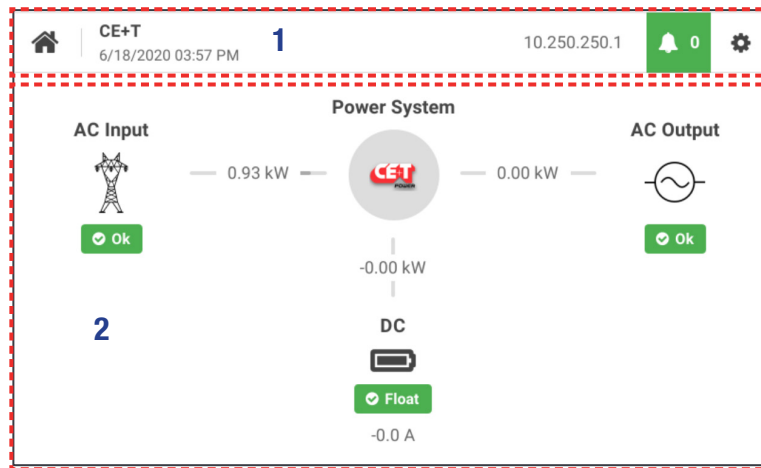 CE+T
6/18/2020 03:57 PM
1
10.250.250.1
0
Power System
AC Input
AC Output
0.93 kW
CE+T
POWER
0.00 kW
Ok
Ok
-0.00 kW
2
DC
Float
-0.0 A